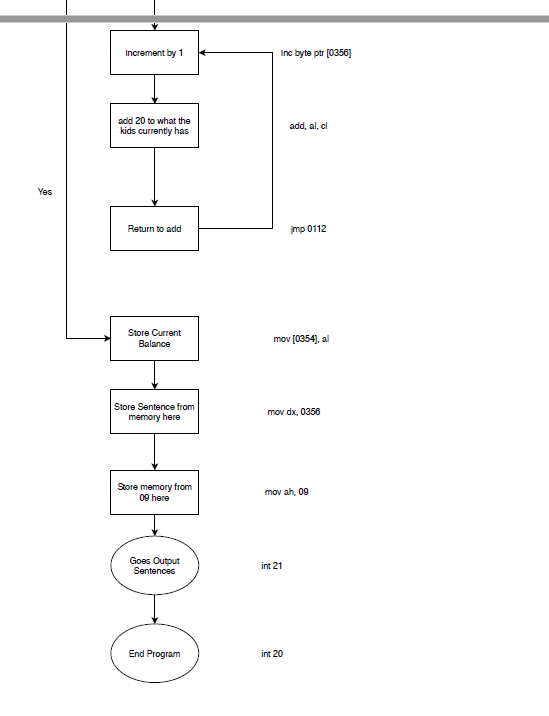 increment by 1
inc byte ptr [0356]
add 20 to what the
kids currently has
add, al, cl
Yes
Return to add
jmp 0112
Store Current
Balance
mov [0354], al
Store Sentence from
memory here
mov dx, 0356
Store memory from
09 here
mov ah, 09
Goes Output
Sentences
int 21
End Program
int 20